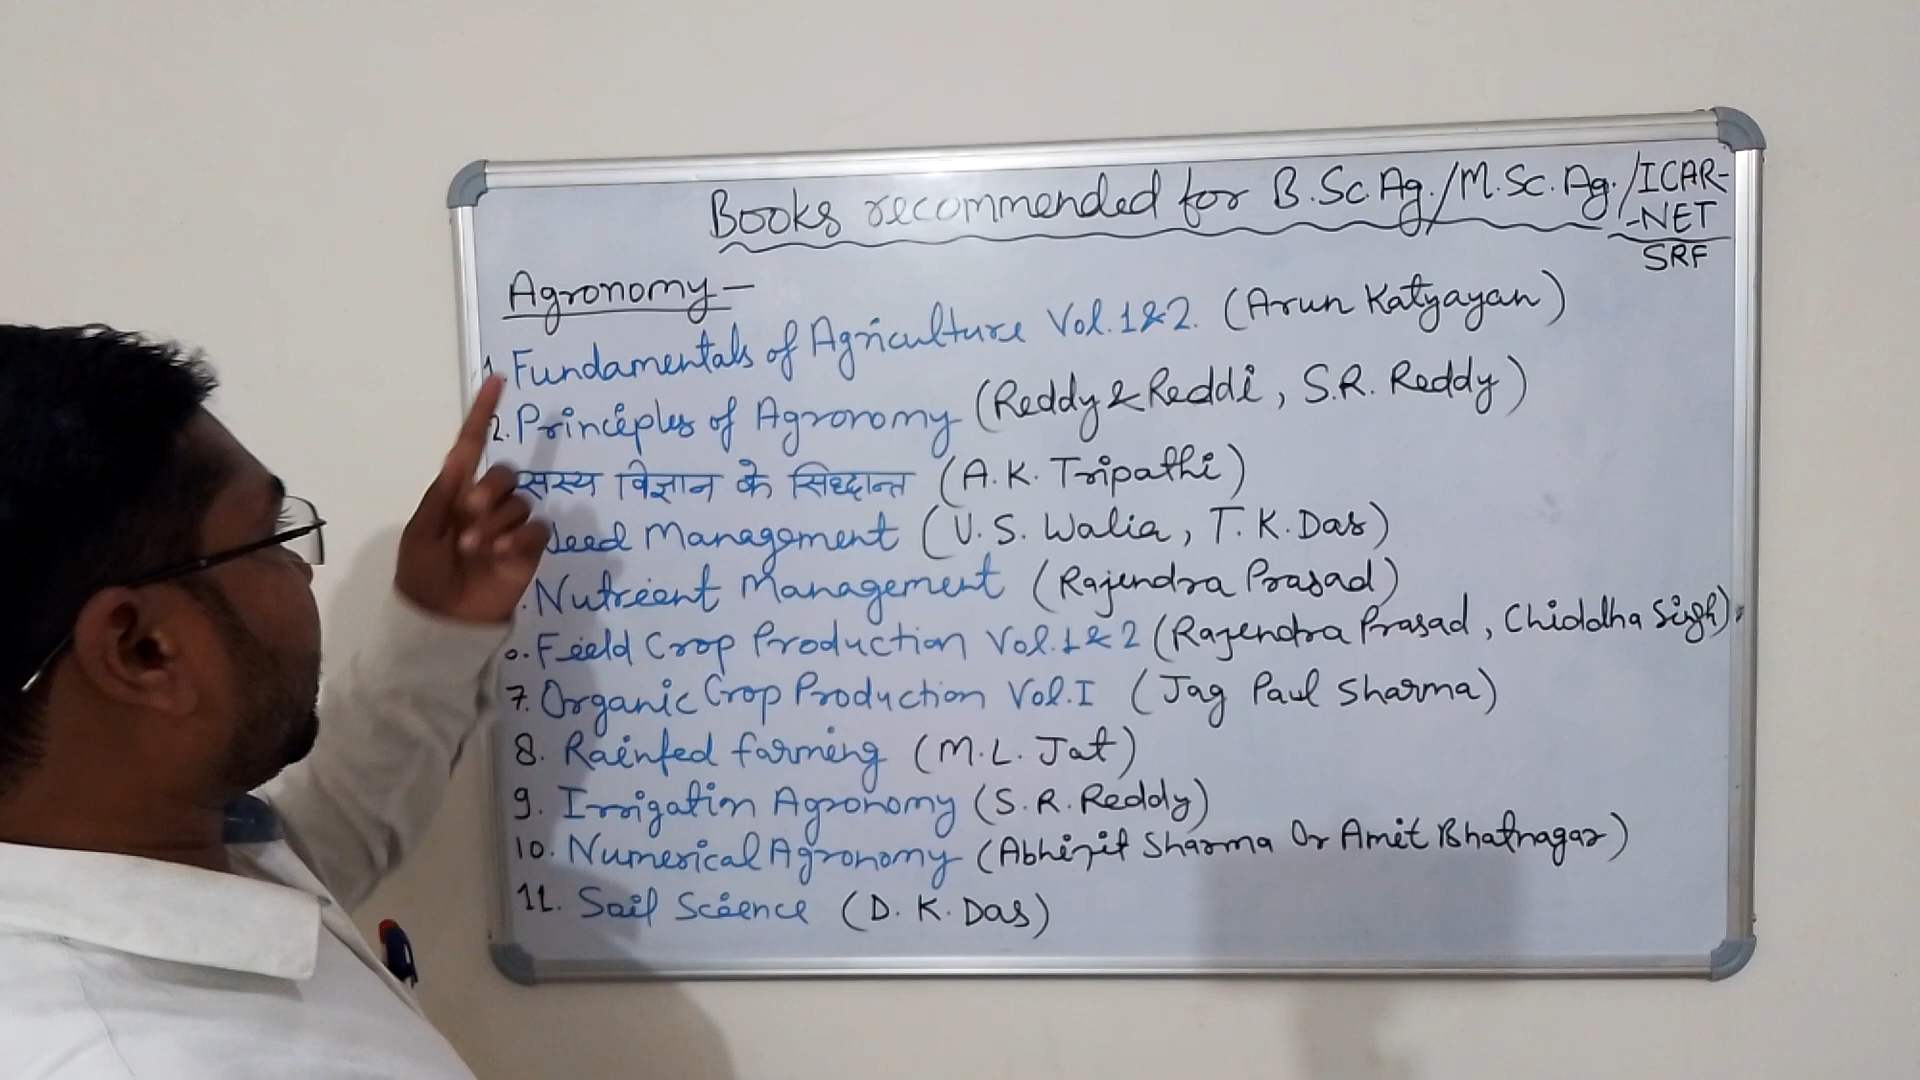 Books recommended for B.Sc.Ag./M.Sc.Ag./ICAR-
-NET
SRF
Agronomy-
1. Fundamentals of Agriculture Vol. 1 & 2. (Arun Katyayan)
2. Principles of Agronomy (Reddy & Reddi, S.R. Reddy)
सस्य विज्ञान के सिध्दान्त (A.K. Tripathi)
Weed Management (U.S. Walia, T.K. Das)
. Nutrient Management (Rajendra Prasad)
. Field Crop Production Vol. 1 & 2 (Rajendra Prasad, Chiddha Singh)
7. Organic Crop Production Vol. I (Jag Paul Sharma)
8. Rainfed farming (M.L. Jat)
9. Irrigation Agronomy (S.R. Reddy)
10. Numerical Agronomy (Abhijit Sharma Or Amit Bhatnagar)
11. Soil Science (D.K. Das)